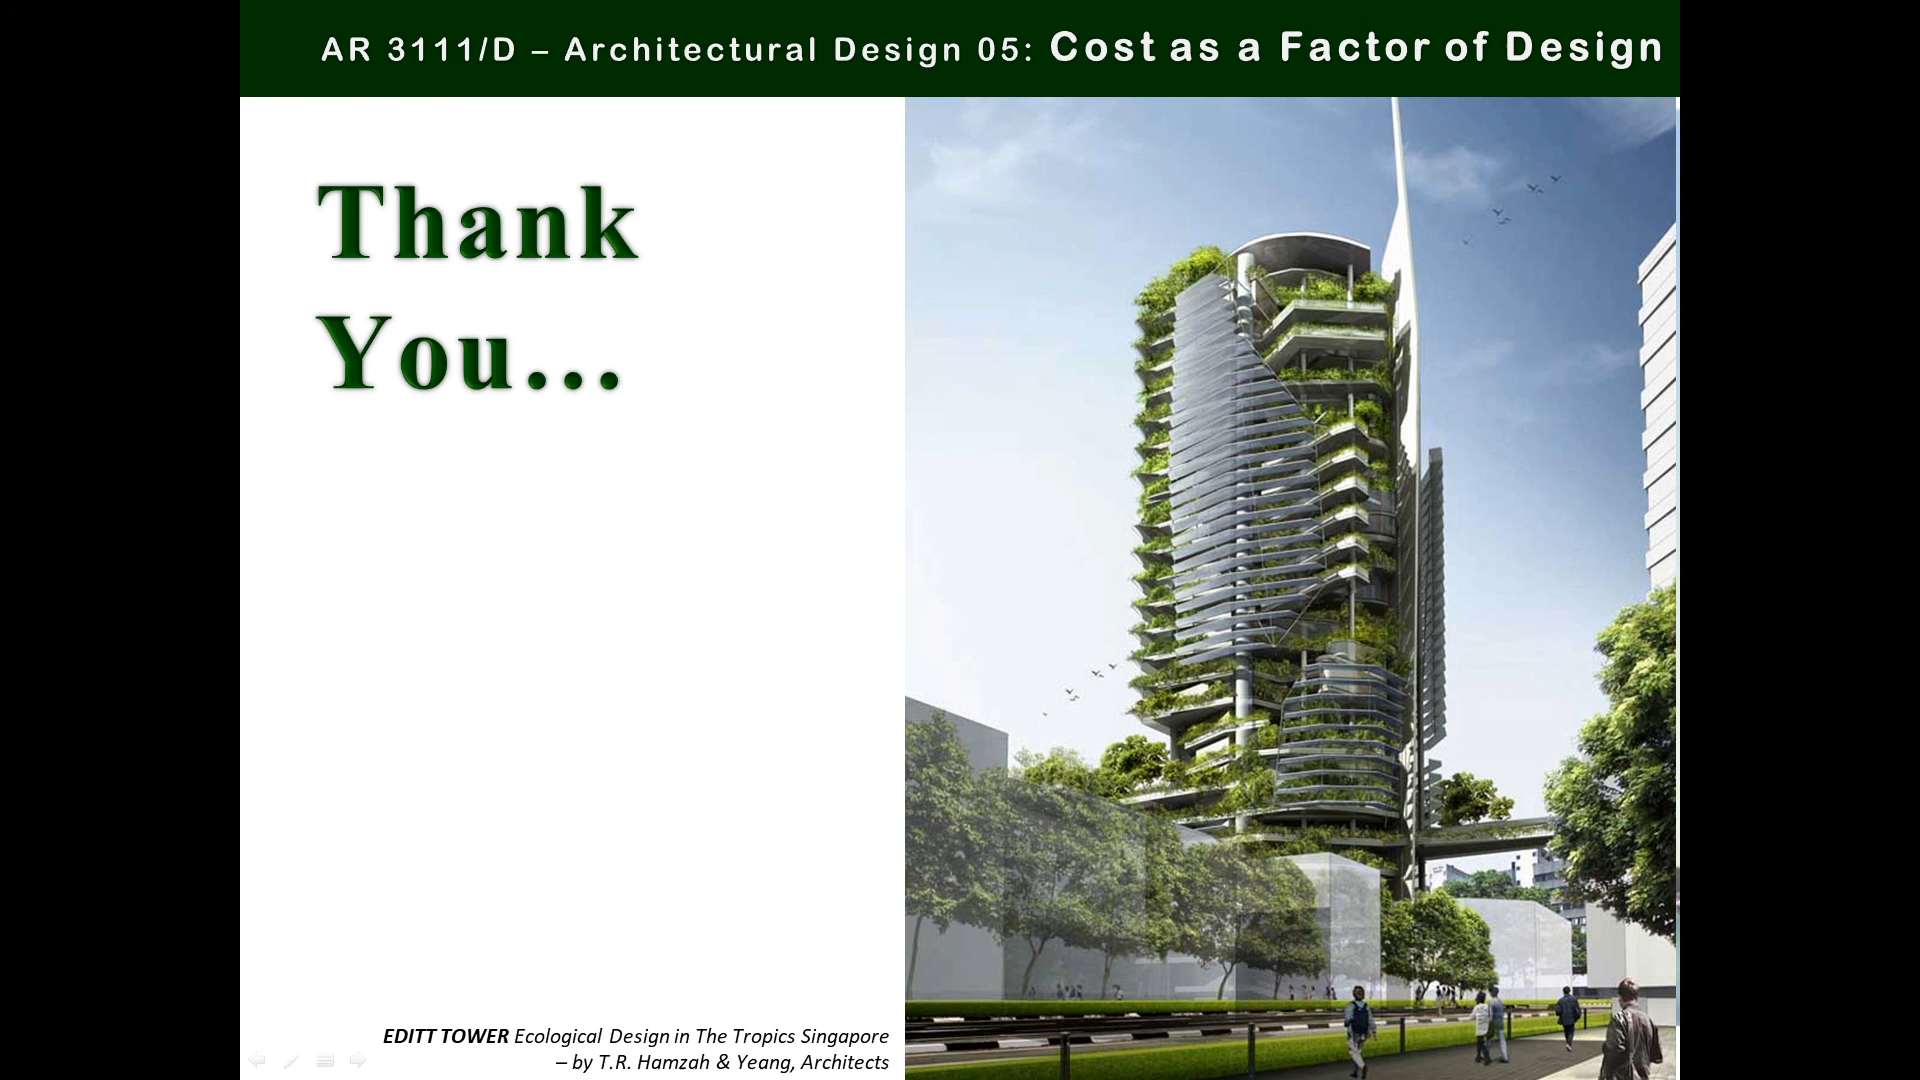 AR 3111/D – Architectural Design 05: Cost as a Factor of Design
Thank
You...
EDITT TOWER Ecological Design in The Tropics Singapore
– by T.R. Hamzah & Yeang, Architects